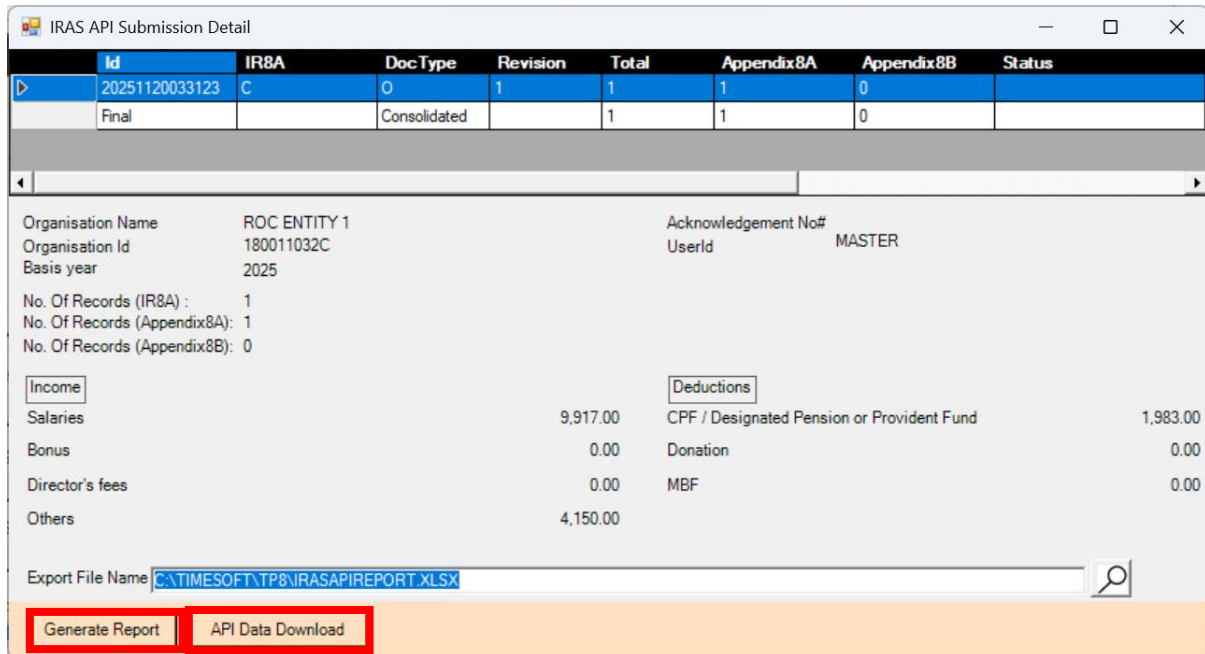 IRAS API Submission Detail
Id IR8A DocType Revision Total Appendix8A Appendix8B Status
20251120033123 C O 1 1 1 0
Final Consolidated 1 1 0
Organisation Name ROC ENTITY 1 Acknowledgement No#
Organisation Id 180011032C UserId MASTER
Basis year 2025
No. Of Records (IR8A) : 1
No. Of Records (Appendix8A): 1
No. Of Records (Appendix8B): 0
Income Deductions
Salaries 9,917.00 CPF / Designated Pension or Provident Fund 1,983.00
Bonus 0.00 Donation 0.00
Director's fees 0.00 MBF 0.00
Others 4,150.00
Export File Name C:\TIMESOFT\TP8\IRASAPIREPORT.XLSX
Generate Report API Data Download